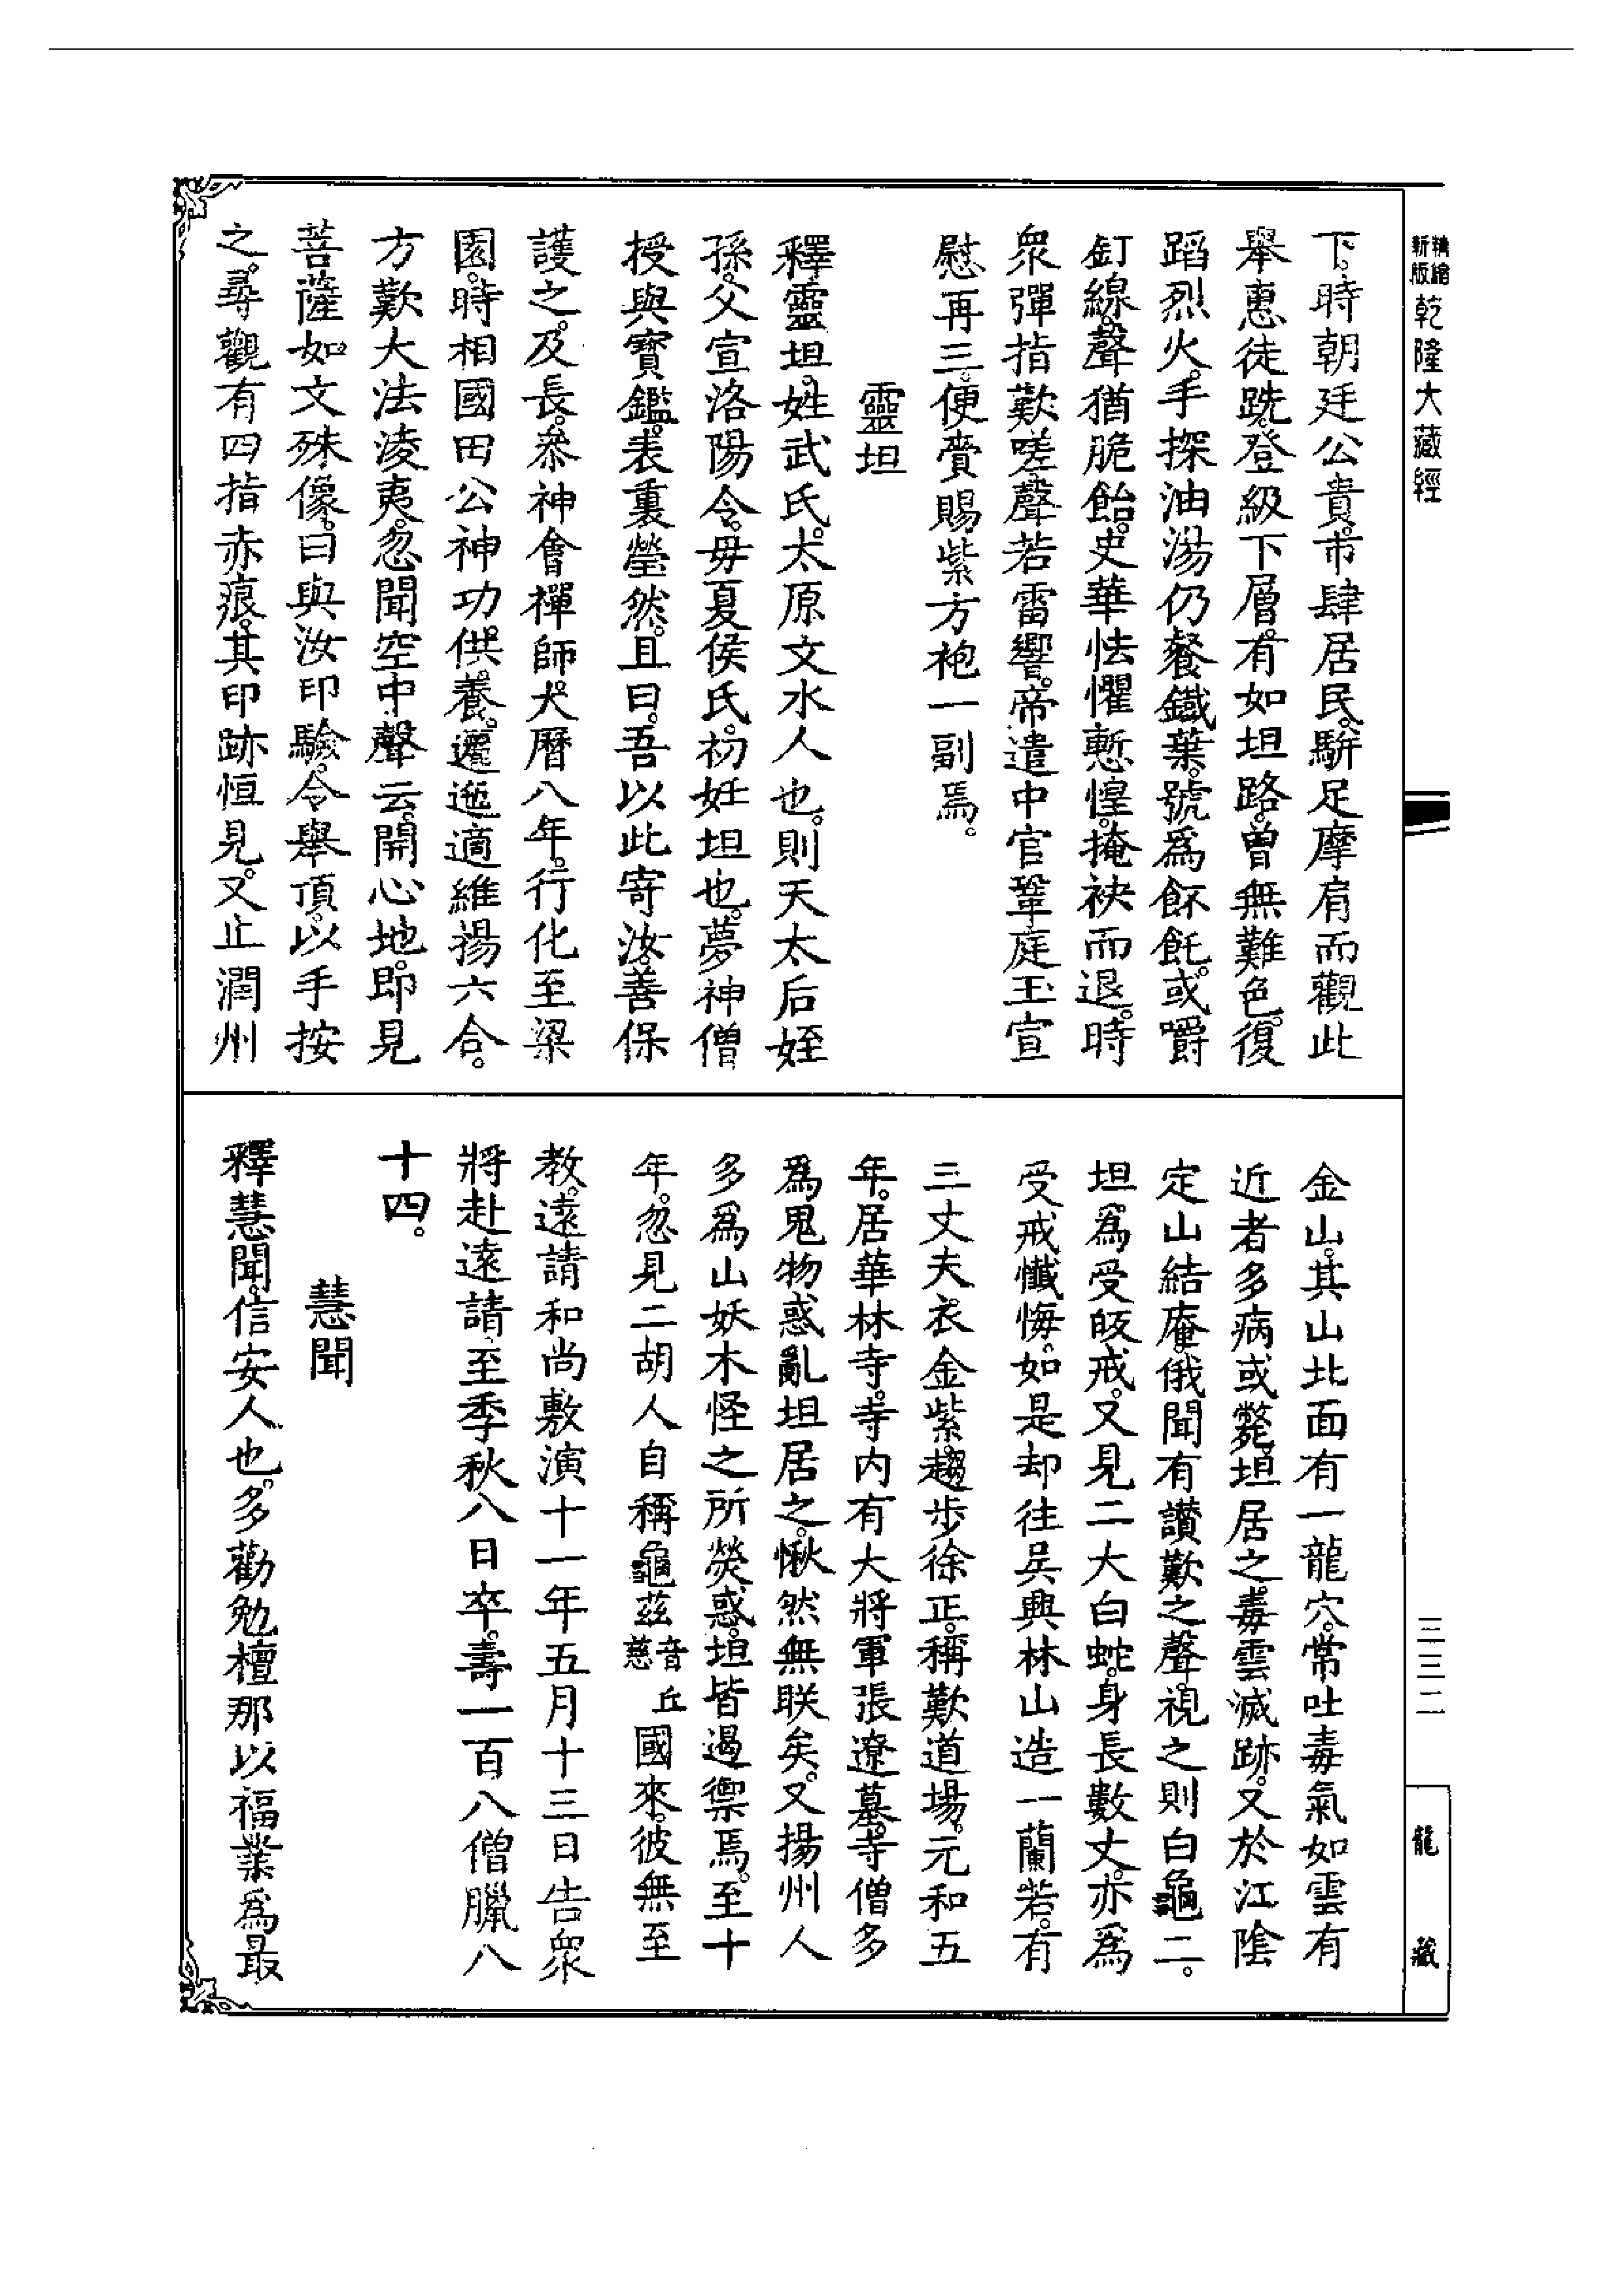 精縮新版乾隆大藏經
三三二
龍藏
下。時朝廷公貴。市肆居民。駢足摩肩而觀此
舉惠徒跣。登級下層。有如坦路。曾無難色。復
蹈烈火。手探油湯仍餐鐵葉。號爲餺飥。或嚼
釘線。聲猶脆飴。史華怯懼慙惶。掩袂而退。時
眾彈指歎嗟。聲若雷響。帝遣中官鞏庭玉宣
慰再三。便賫賜紫方袍一副焉。
靈坦
釋靈坦。姓武氏。太原文水人也。則天太后姪
孫。父宣洛陽令。毋夏侯氏。初妊坦也。夢神僧
授與寶鑑。表裏瑩然。且曰。吾以此寄汝。善保
護之。及長。叅神會禪師。大曆八年。行化至梁
園。時相國田公神功。供養。邐迤適維揚六合。
方歎大法淩夷。忽聞空中聲云。開心地。即見
菩薩如文殊像。曰與汝印驗。令舉頂。以手按
之。尋觀有四指赤痕。其印跡恒見。又止潤州
金山。其山北面有一龍穴。常吐毒氣如雲有
近者多病或斃。坦居之。毒雲滅跡。又於江陰
定山結庵。俄聞有讃歎之聲。視之則白龜二。
坦爲受皈戒。又見二大白蛇。身長數丈。亦爲
受戒懺悔。如是却往吳興林山造一蘭若。有
三丈夫。衣金紫。趨步徐正。稱歎道場。元和五
年。居華林寺。寺内有大將軍張遼墓。寺僧多
爲鬼物惑亂坦居之。愀然無联矣。又揚州人
多爲山妖木怪之所熒惑。坦皆遏禦焉。至十
年。忽見二胡人自稱龜茲音丘慈國來。彼無至
教。遠請和尚敷演十一年五月十三日告眾
將赴遠請。至季秋八日卒。壽一百八僧臘八
十四。
慧聞
釋慧聞。信安人也。多勸勉檀那以福業爲最